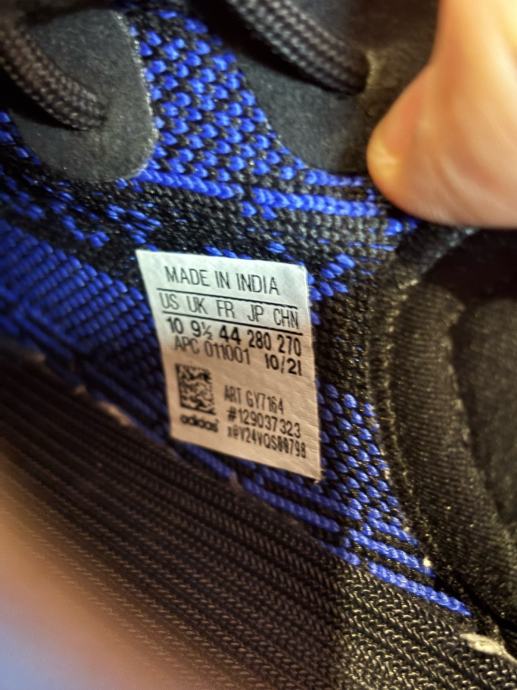 MADE IN INDIA
US UK FR JP CHN
10 9½ 44 280 270
APC 011001 10/21
ART GY7164
#129037323
adidas x@V24VQS00798